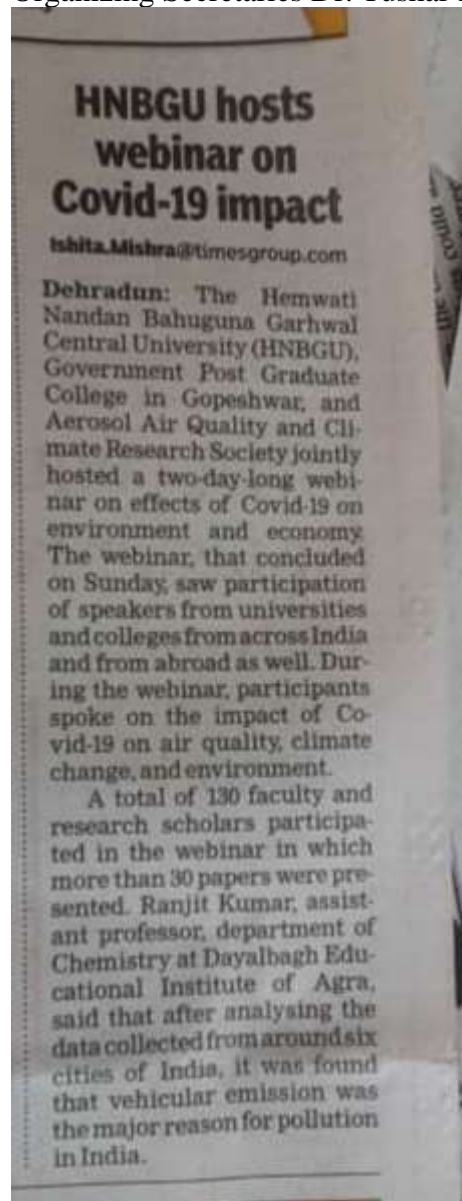 Organizing Secretaries Dr. Tushar
HNBGU hosts
webinar on
Covid-19 impact
Ishita.Mishra@timesgroup.com
Dehradun: The Hemwati
Nandan Bahuguna Garhwal
Central University (HNBGU),
Government Post Graduate
College in Gopeshwar, and
Aerosol Air Quality and Cli-
mate Research Society jointly
hosted a two-day-long webi-
nar on effects of Covid-19 on
environment and economy.
The webinar, that concluded
on Sunday, saw participation
of speakers from universities
and colleges from across India
and from abroad as well. Dur-
ing the webinar, participants
spoke on the impact of Co-
vid-19 on air quality, climate
change, and environment.
A total of 130 faculty and
research scholars participa-
ted in the webinar in which
more than 30 papers were pre-
sented. Ranjit Kumar, assist-
ant professor, department of
Chemistry at Dayalbagh Edu-
cational Institute of Agra,
said that after analysing the
data collected from around six
cities of India, it was found
that vehicular emission was
the major reason for pollution
in India.
could